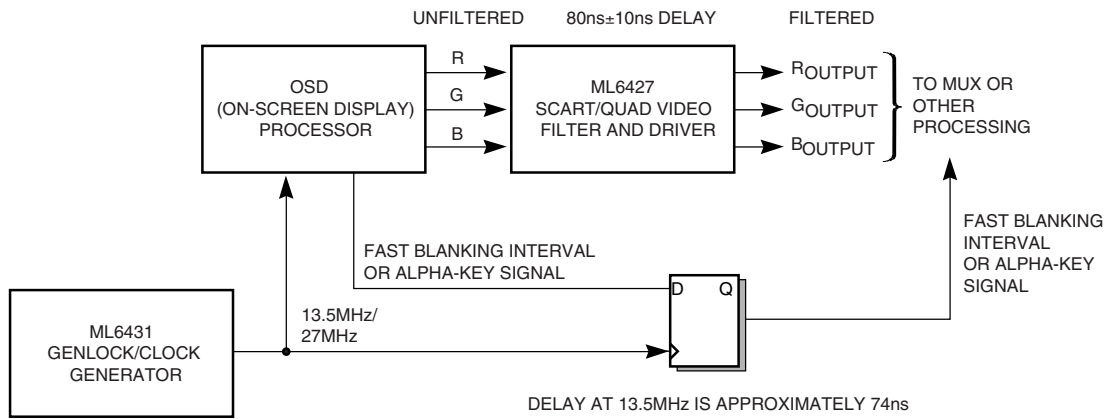 UNFILTERED
80ns±10ns DELAY
FILTERED
OSD
(ON-SCREEN DISPLAY)
PROCESSOR
R
G
B
ML6427
SCART/QUAD VIDEO
FILTER AND DRIVER
ROUTPUT
GOUTPUT
BOUTPUT
TO MUX OR
OTHER
PROCESSING
FAST BLANKING INTERVAL
OR ALPHA-KEY SIGNAL
FAST BLANKING
INTERVAL
OR ALPHA-KEY
SIGNAL
D Q
ML6431
GENLOCK/CLOCK
GENERATOR
13.5MHz/
27MHz
DELAY AT 13.5MHz IS APPROXIMATELY 74ns